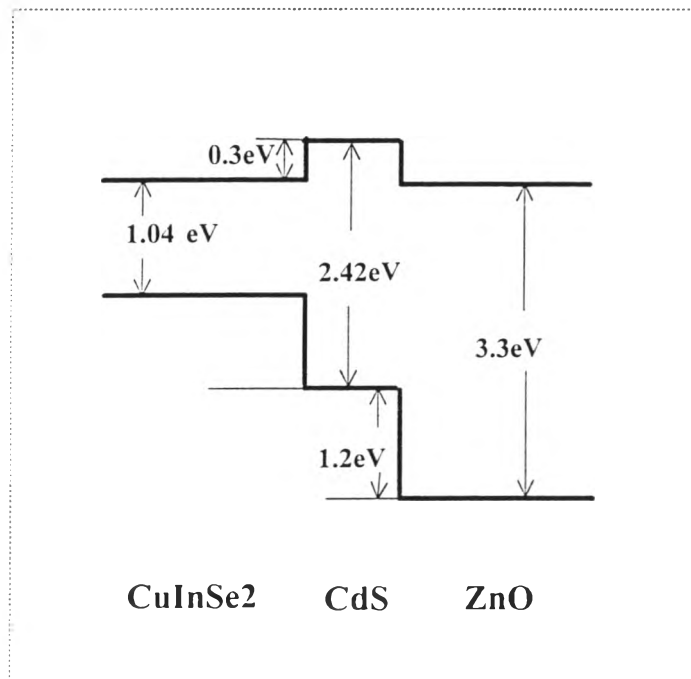 0.3eV
1.04 eV
2.42eV
3.3eV
1.2eV
CuInSe2 CdS ZnO